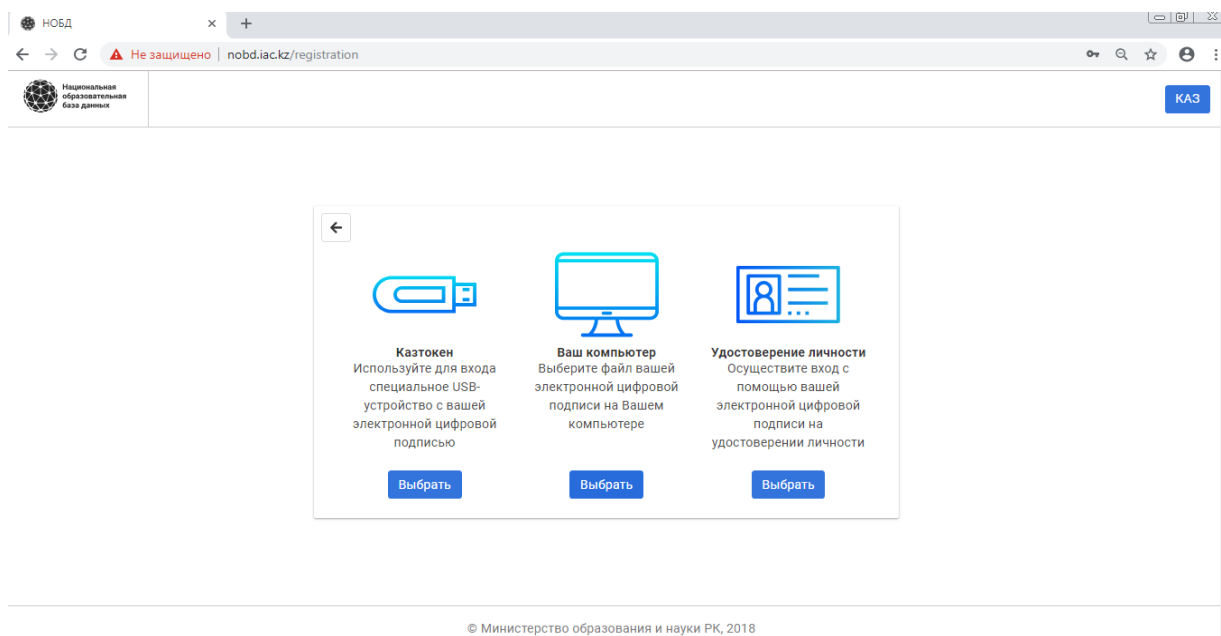 НОБД
Не защищено | nobd.iac.kz/registration
Национальная
образовательная
база данных
КАЗ
Казтокен
Используйте для входа
специальное USB-
устройство с вашей
электронной цифровой
подписью
Выбрать
Ваш компьютер
Выберите файл вашей
электронной цифровой
подписи на Вашем
компьютере
Выбрать
Удостоверение личности
Осуществите вход с
помощью вашей
электронной цифровой
подписи на
удостоверении личности
Выбрать
© Министерство образования и науки РК, 2018